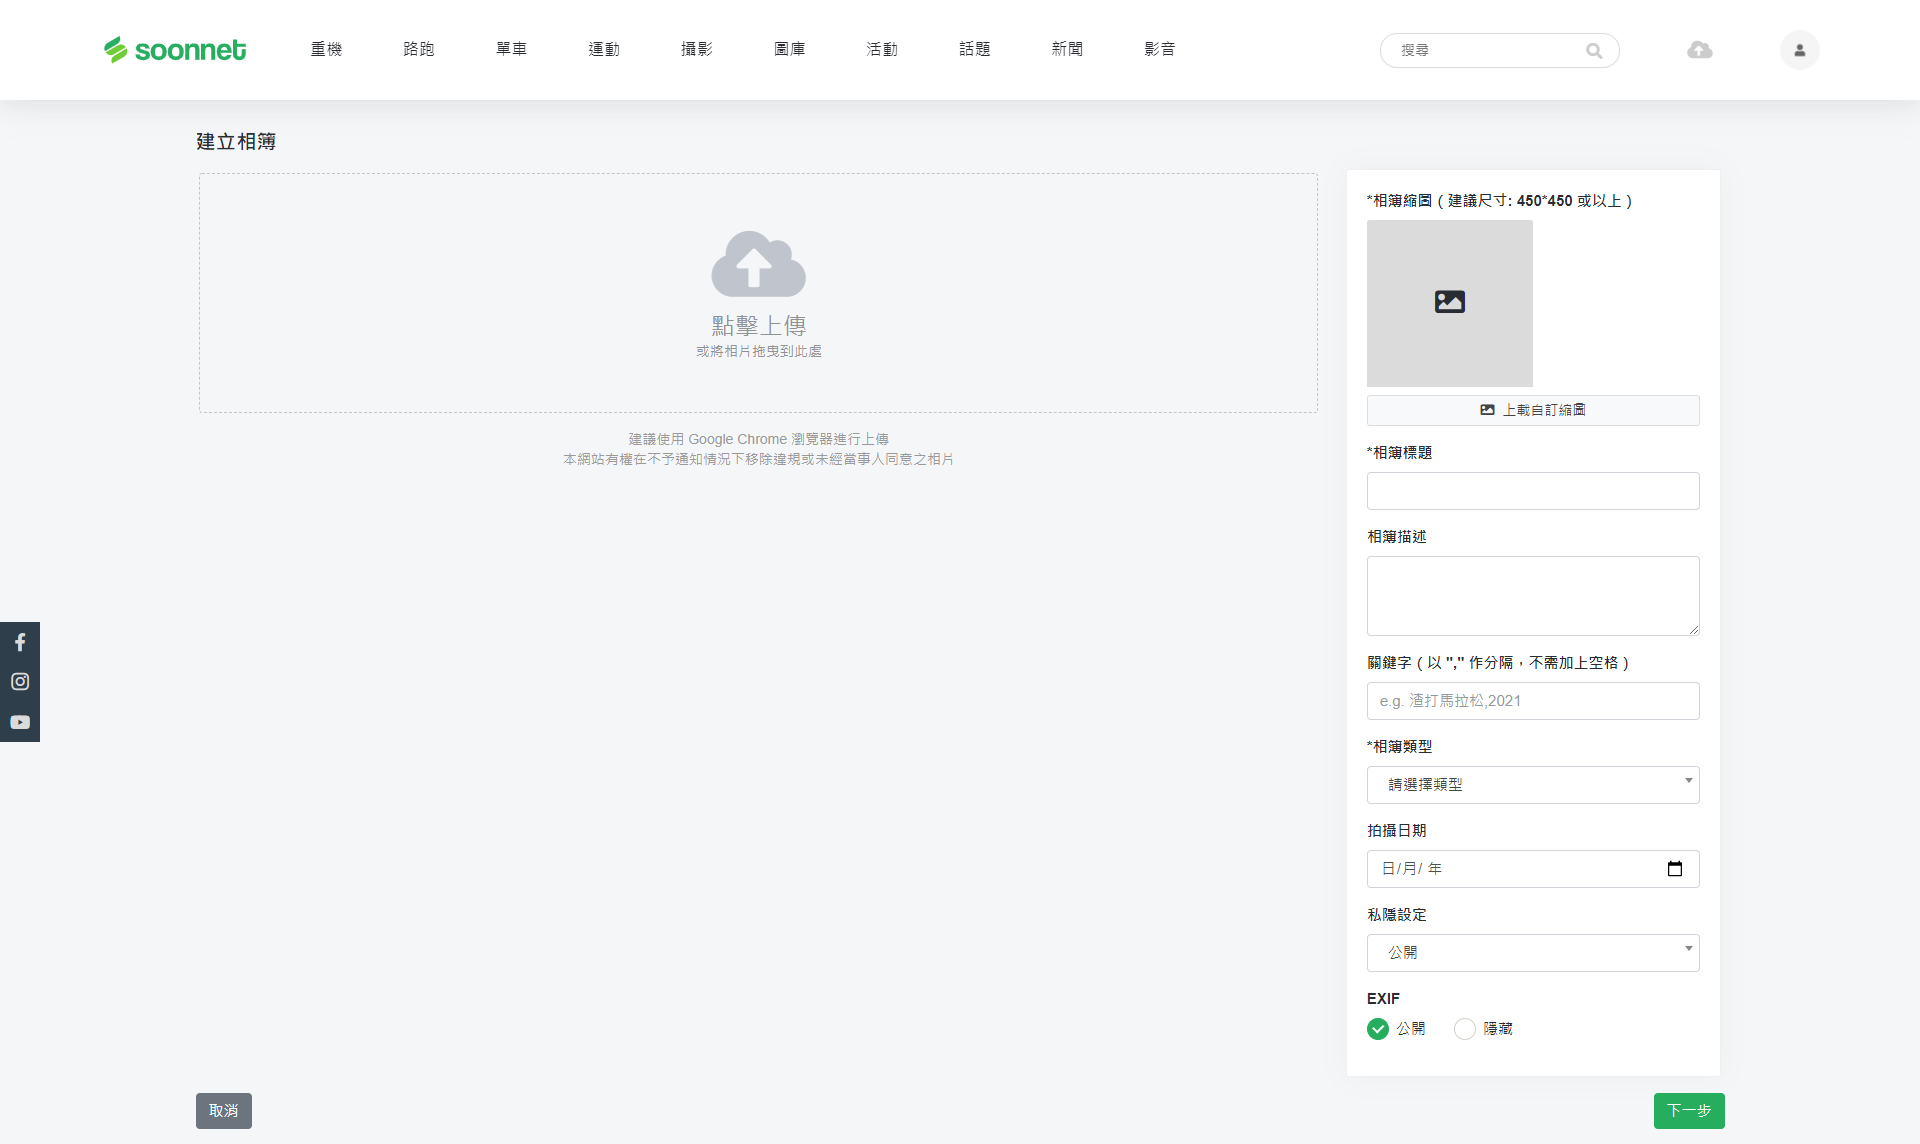 soonnet
重機
路跑
單車
運動
攝影
圖庫
活動
話題
新聞
影音
搜尋
建立相簿
點擊上傳
或將相片拖曳到此處
建議使用 Google Chrome 瀏覽器進行上傳
本網站有權在不予通知情況下移除違規或未經當事人同意之相片
*相簿縮圖 ( 建議尺寸: 450*450 或以上 )
上載自訂縮圖
*相簿標題
相簿描述
關鍵字 ( 以 "," 作分隔，不需加上空格 )
e.g. 渣打馬拉松,2021
*相簿類型
請選擇類型
拍攝日期
日/月/ 年
私隱設定
公開
EXIF
公開
隱藏
取消
下一步